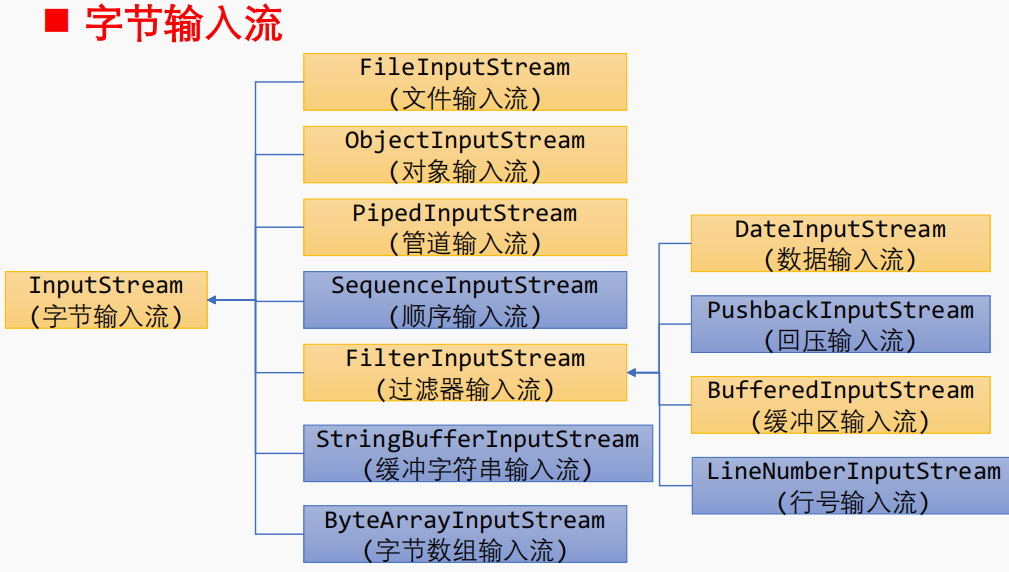 字节输入流
FileInputStream
(文件输入流)
ObjectInputStream
(对象输入流)
PipedInputStream
(管道输入流)
InputStream
(字节输入流)
SequenceInputStream
(顺序输入流)
FilterInputStream
(过滤器输入流)
StringBufferInputStream
(缓冲字符串输入流)
ByteArrayInputStream
(字节数组输入流)
DateInputStream
(数据输入流)
PushbackInputStream
(回压输入流)
BufferedInputStream
(缓冲区输入流)
LineNumberInputStream
(行号输入流)